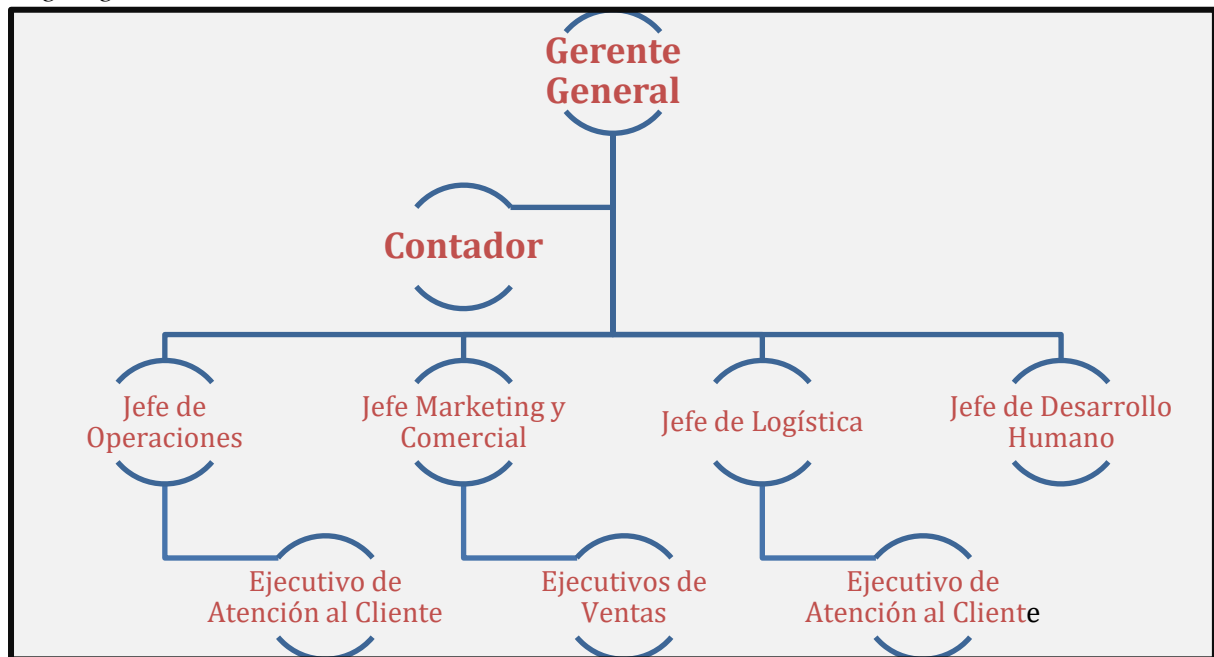 Gerente
General
Contador
Jefe de
Operaciones
Jefe Marketing y
Comercial
Jefe de Logística
Jefe de Desarrollo
Humano
Ejecutivo de
Atención al Cliente
Ejecutivos de
Ventas
Ejecutivo de
Atención al Cliente